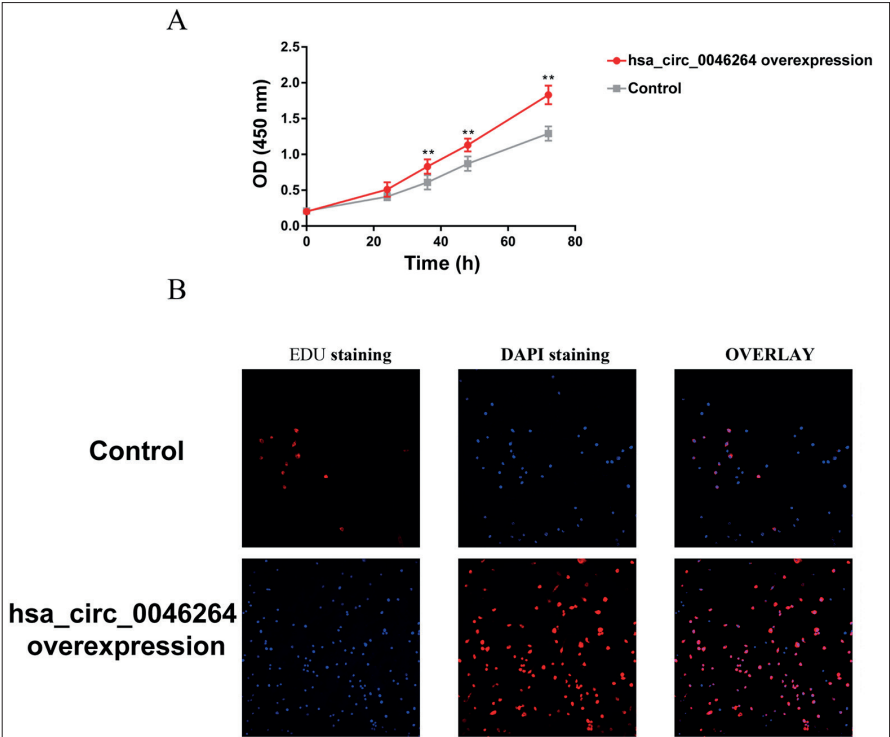 A
2.5
2.0
1.5
1.0
0.5
0.0
OD (450 nm)
**
**
**
0
20
40
60
80
Time (h)
hsa_circ_0046264 overexpression
Control
B
EDU staining
DAPI staining
OVERLAY
Control
hsa_circ_0046264
overexpression